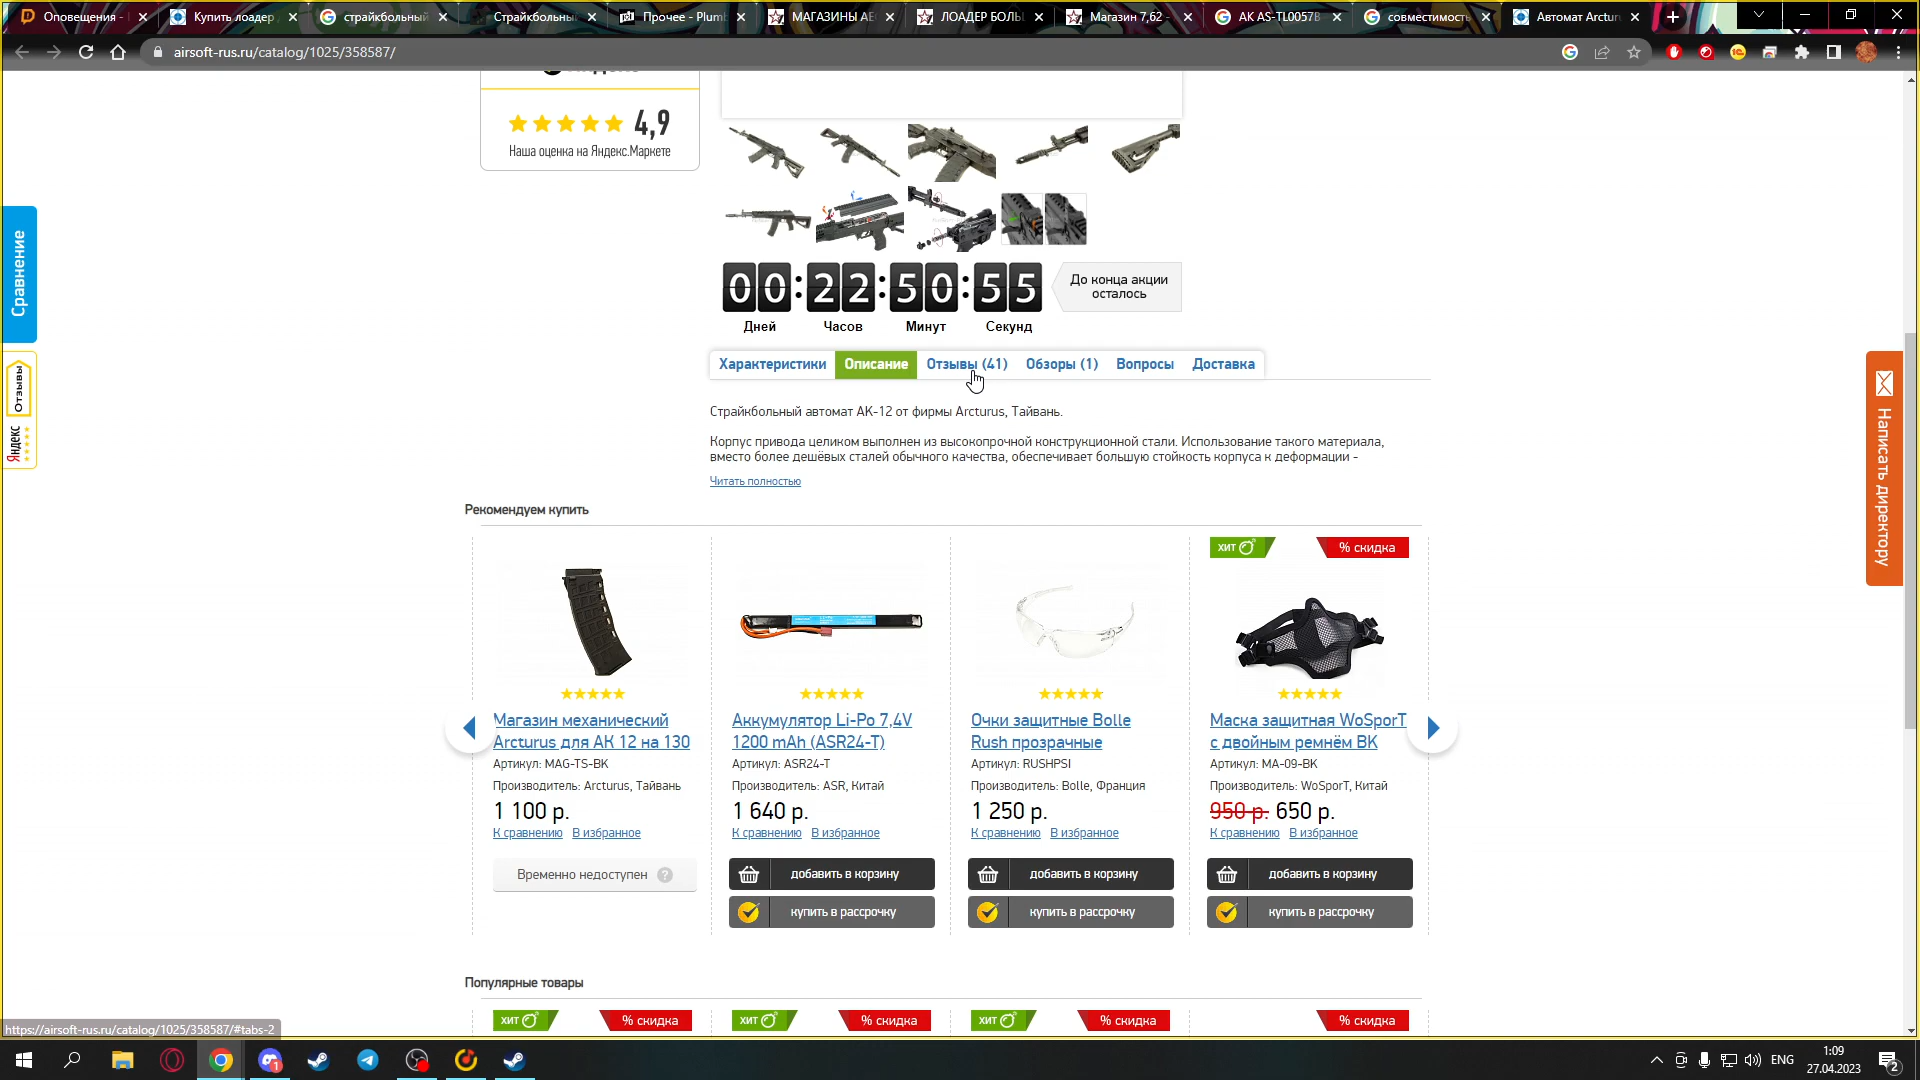 Оповещения -
Купить лоадер
страйкбольный
Страйкбольны
Прочее - Plum
МАГАЗИНЫ АЕ
ЛОАДЕР БОЛЬ
Магазин 7,62 -
AK AS-TL0057B
совместимость
Автомат Arctur
airsoft-rus.ru/catalog/1025/358587/
4,9
Наша оценка на Яндекс.Маркете
Сравнение
Отзывы
Яндекс
00:22:50:55
До конца акции
осталось
Дней Часов Минут Секунд
Характеристики Описание Отзывы (41) Обзоры (1) Вопросы Доставка
Страйкбольный автомат АК-12 от фирмы Arcturus, Тайвань.
Корпус привода целиком выполнен из высокопрочной конструкционной стали. Использование такого материала,
вместо более дешёвых сталей обычного качества, обеспечивает большую стойкость корпуса к деформации -
Читать полностью
Написать директору
Рекомендуем купить
хит % скидка
Магазин механический
Arcturus для АК 12 на 130
Артикул: MAG-TS-BK
Производитель: Arcturus, Тайвань
1 100 р.
К сравнению В избранное
Временно недоступен ?
Аккумулятор Li-Po 7,4V
1200 mAh (ASR24-T)
Артикул: ASR24-T
Производитель: ASR, Китай
1 640 р.
К сравнению В избранное
добавить в корзину
купить в рассрочку
Очки защитные Bolle
Rush прозрачные
Артикул: RUSHPSI
Производитель: Bolle, Франция
1 250 р.
К сравнению В избранное
добавить в корзину
купить в рассрочку
Маска защитная WoSporT
с двойным ремнём BK
Артикул: MA-09-BK
Производитель: WoSporT, Китай
950 р. 650 р.
К сравнению В избранное
добавить в корзину
купить в рассрочку
Популярные товары
хит % скидка
хит % скидка
хит % скидка
% скидка
https://airsoft-rus.ru/catalog/1025/358587/#tabs-2
1
ENG
1:09
27.04.2023
2